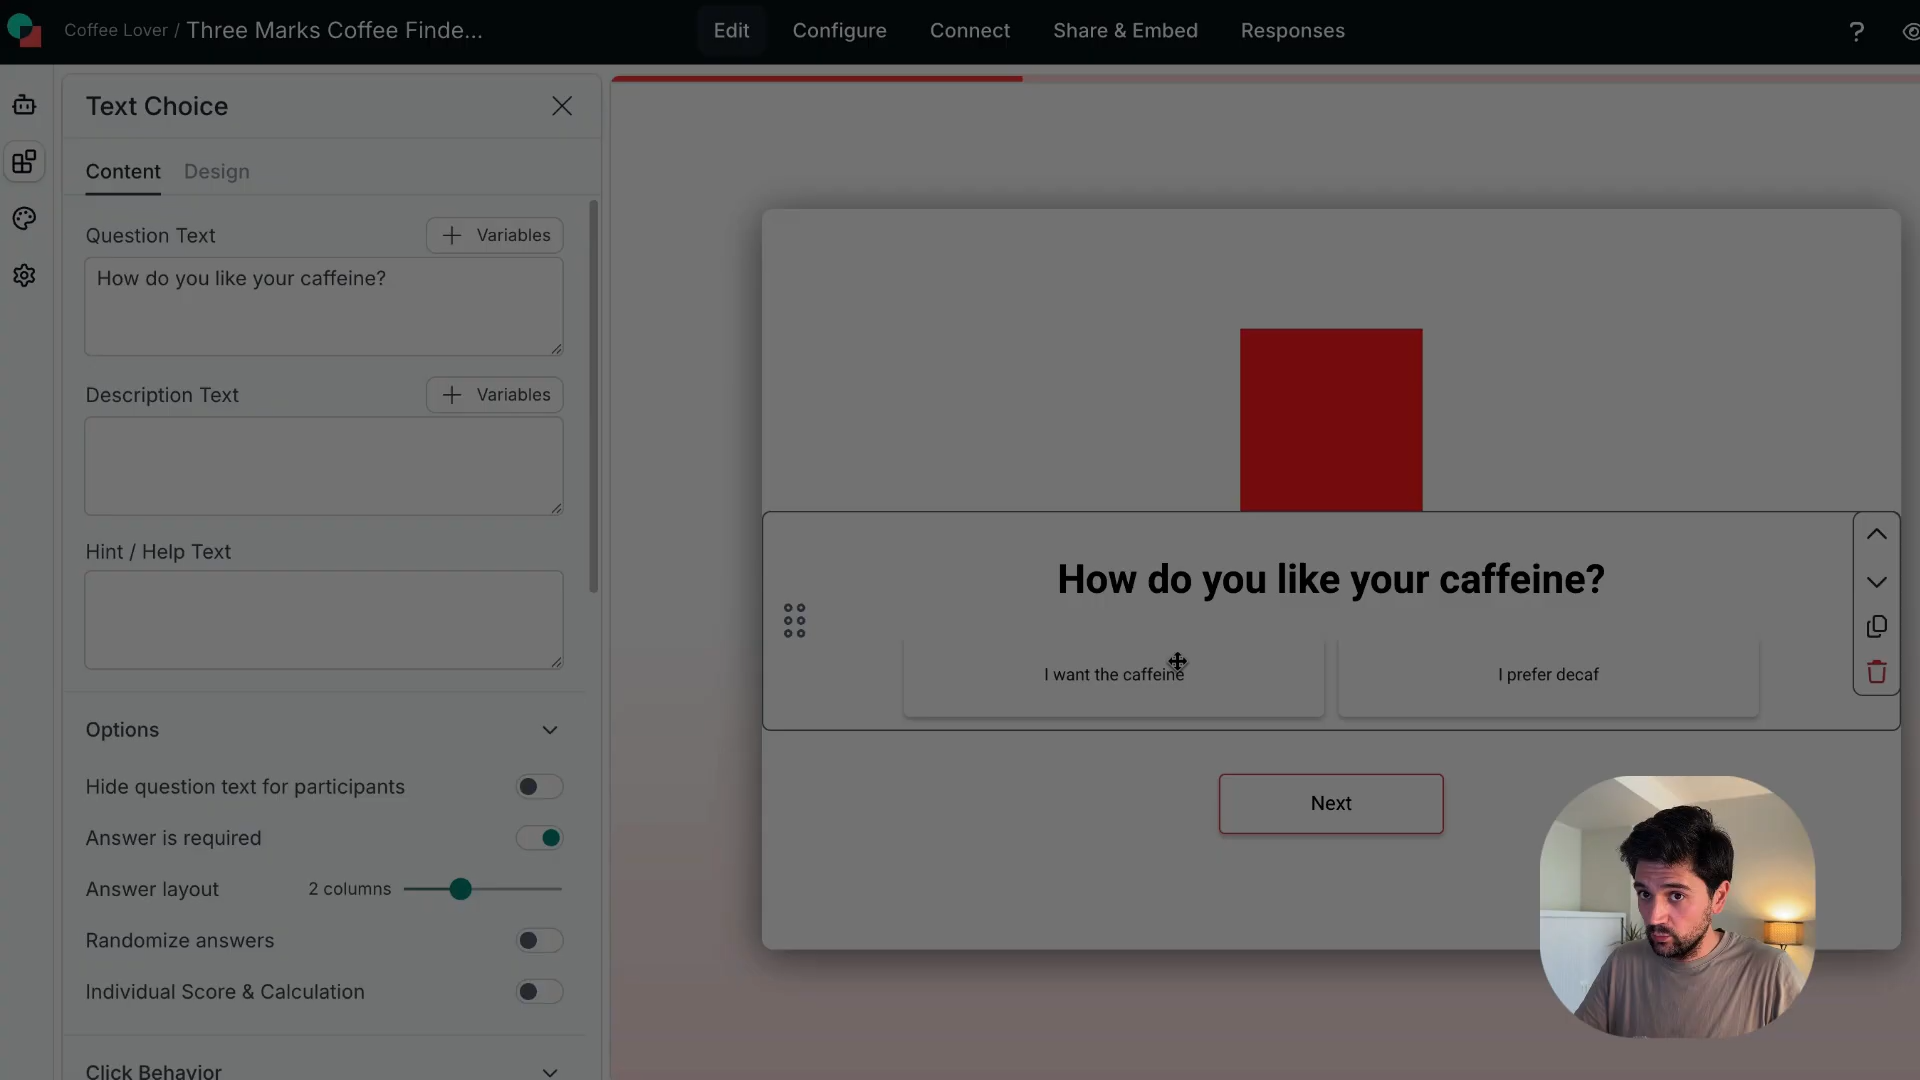 Coffee Lover / Three Marks Coffee Finde...
Edit
Configure
Connect
Share & Embed
Responses
?
Text Choice
Content
Design
Question Text
+ Variables
How do you like your caffeine?
Description Text
+ Variables
Hint / Help Text
Options
Hide question text for participants
Answer is required
Answer layout
2 columns
Randomize answers
Individual Score & Calculation
Click Behavior
How do you like your caffeine?
I want the caffeine
I prefer decaf
Next